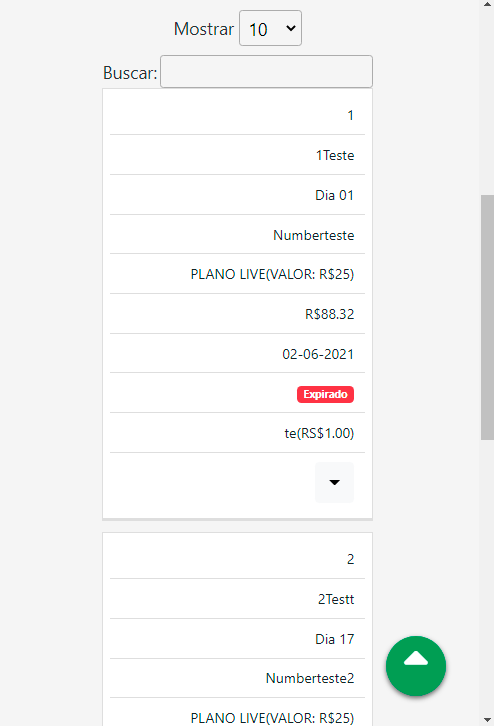 Mostrar 10
Buscar:
1
1Teste
Dia 01
Numberteste
PLANO LIVE(VALOR: R$25)
R$88.32
02-06-2021
Expirado
te(RS$1.00)
2
2Testt
Dia 17
Numberteste2
PLANO LIVE(VALOR: R$25)